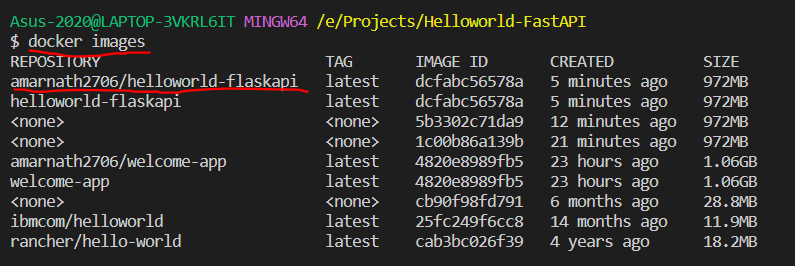 Asus-2020@LAPTOP-3VKRL6IT MINGW64 /e/Projects/Helloworld-FastAPI
$ docker images
REPOSITORY TAG IMAGE ID CREATED SIZE
amarnath2706/helloworld-flaskapi latest dcfabc56578a 5 minutes ago 972MB
helloworld-flaskapi latest dcfabc56578a 5 minutes ago 972MB
<none> <none> 5b3302c71da9 12 minutes ago 972MB
<none> <none> 1c00b86a139b 21 minutes ago 972MB
amarnath2706/welcome-app latest 4820e8989fb5 23 hours ago 1.06GB
welcome-app latest 4820e8989fb5 23 hours ago 1.06GB
<none> <none> cb90f98fd791 6 months ago 28.8MB
ibmcom/helloworld latest 25fc249f6cc8 14 months ago 11.9MB
rancher/hello-world latest cab3bc026f39 4 years ago 18.2MB